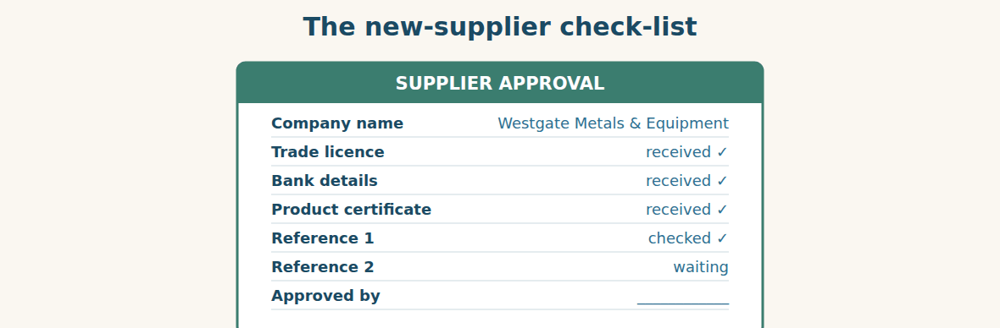 The new-supplier check-list
SUPPLIER APPROVAL
Company name Westgate Metals & Equipment
Trade licence received ✓
Bank details received ✓
Product certificate received ✓
Reference 1 checked ✓
Reference 2 waiting
Approved by ____________